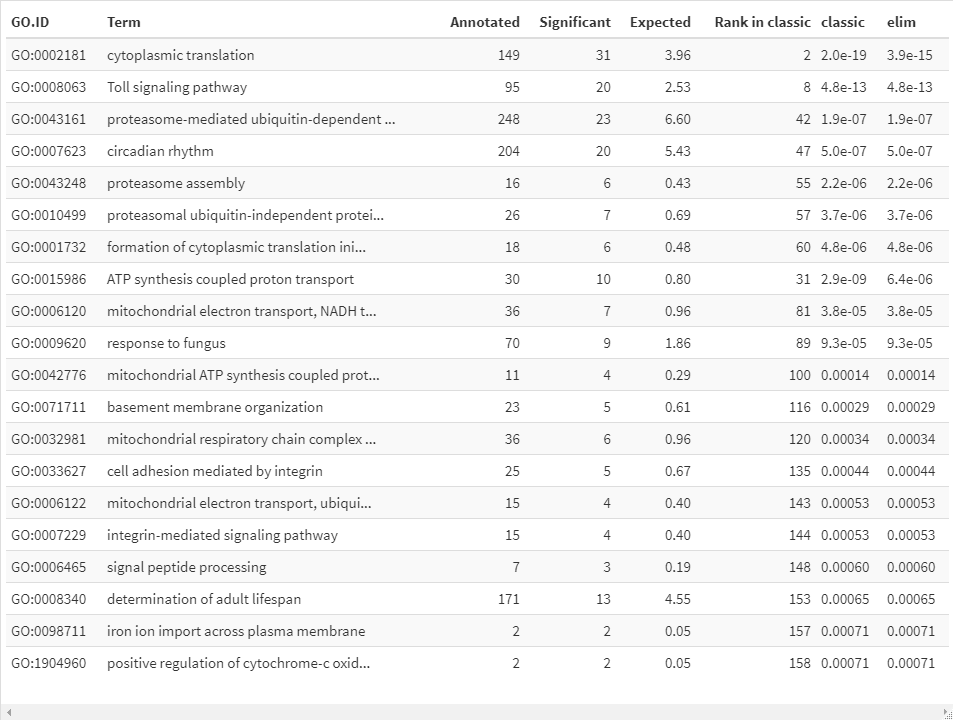 GO.ID Term Annotated Significant Expected Rank in classic classic elim
GO:0002181 cytoplasmic translation 149 31 3.96 2 2.0e-19 3.9e-15
GO:0008063 Toll signaling pathway 95 20 2.53 8 4.8e-13 4.8e-13
GO:0043161 proteasome-mediated ubiquitin-dependent ... 248 23 6.60 42 1.9e-07 1.9e-07
GO:0007623 circadian rhythm 204 20 5.43 47 5.0e-07 5.0e-07
GO:0043248 proteasome assembly 16 6 0.43 55 2.2e-06 2.2e-06
GO:0010499 proteasomal ubiquitin-independent protei... 26 7 0.69 57 3.7e-06 3.7e-06
GO:0001732 formation of cytoplasmic translation ini... 18 6 0.48 60 4.8e-06 4.8e-06
GO:0015986 ATP synthesis coupled proton transport 30 10 0.80 31 2.9e-09 6.4e-06
GO:0006120 mitochondrial electron transport, NADH t... 36 7 0.96 81 3.8e-05 3.8e-05
GO:0009620 response to fungus 70 9 1.86 89 9.3e-05 9.3e-05
GO:0042776 mitochondrial ATP synthesis coupled prot... 11 4 0.29 100 0.00014 0.00014
GO:0071711 basement membrane organization 23 5 0.61 116 0.00029 0.00029
GO:0032981 mitochondrial respiratory chain complex ... 36 6 0.96 120 0.00034 0.00034
GO:0033627 cell adhesion mediated by integrin 25 5 0.67 135 0.00044 0.00044
GO:0006122 mitochondrial electron transport, ubiqui... 15 4 0.40 143 0.00053 0.00053
GO:0007229 integrin-mediated signaling pathway 15 4 0.40 144 0.00053 0.00053
GO:0006465 signal peptide processing 7 3 0.19 148 0.00060 0.00060
GO:0008340 determination of adult lifespan 171 13 4.55 153 0.00065 0.00065
GO:0098711 iron ion import across plasma membrane 2 2 0.05 157 0.00071 0.00071
GO:1904960 positive regulation of cytochrome-c oxid... 2 2 0.05 158 0.00071 0.00071